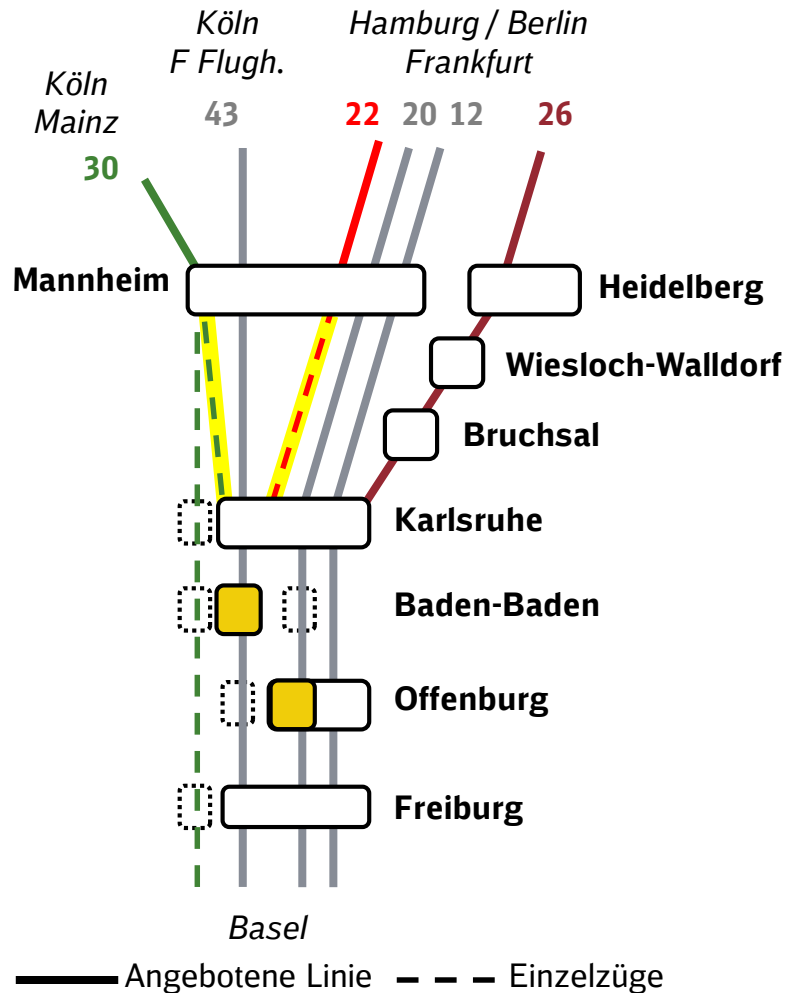 Köln
F Flugh.
Hamburg / Berlin
Frankfurt
Köln
Mainz
43
22
20
12
26
30
Mannheim
Heidelberg
Wiesloch-Walldorf
Bruchsal
Karlsruhe
Baden-Baden
Offenburg
Freiburg
Basel
Angebotene Linie
Einzelzüge